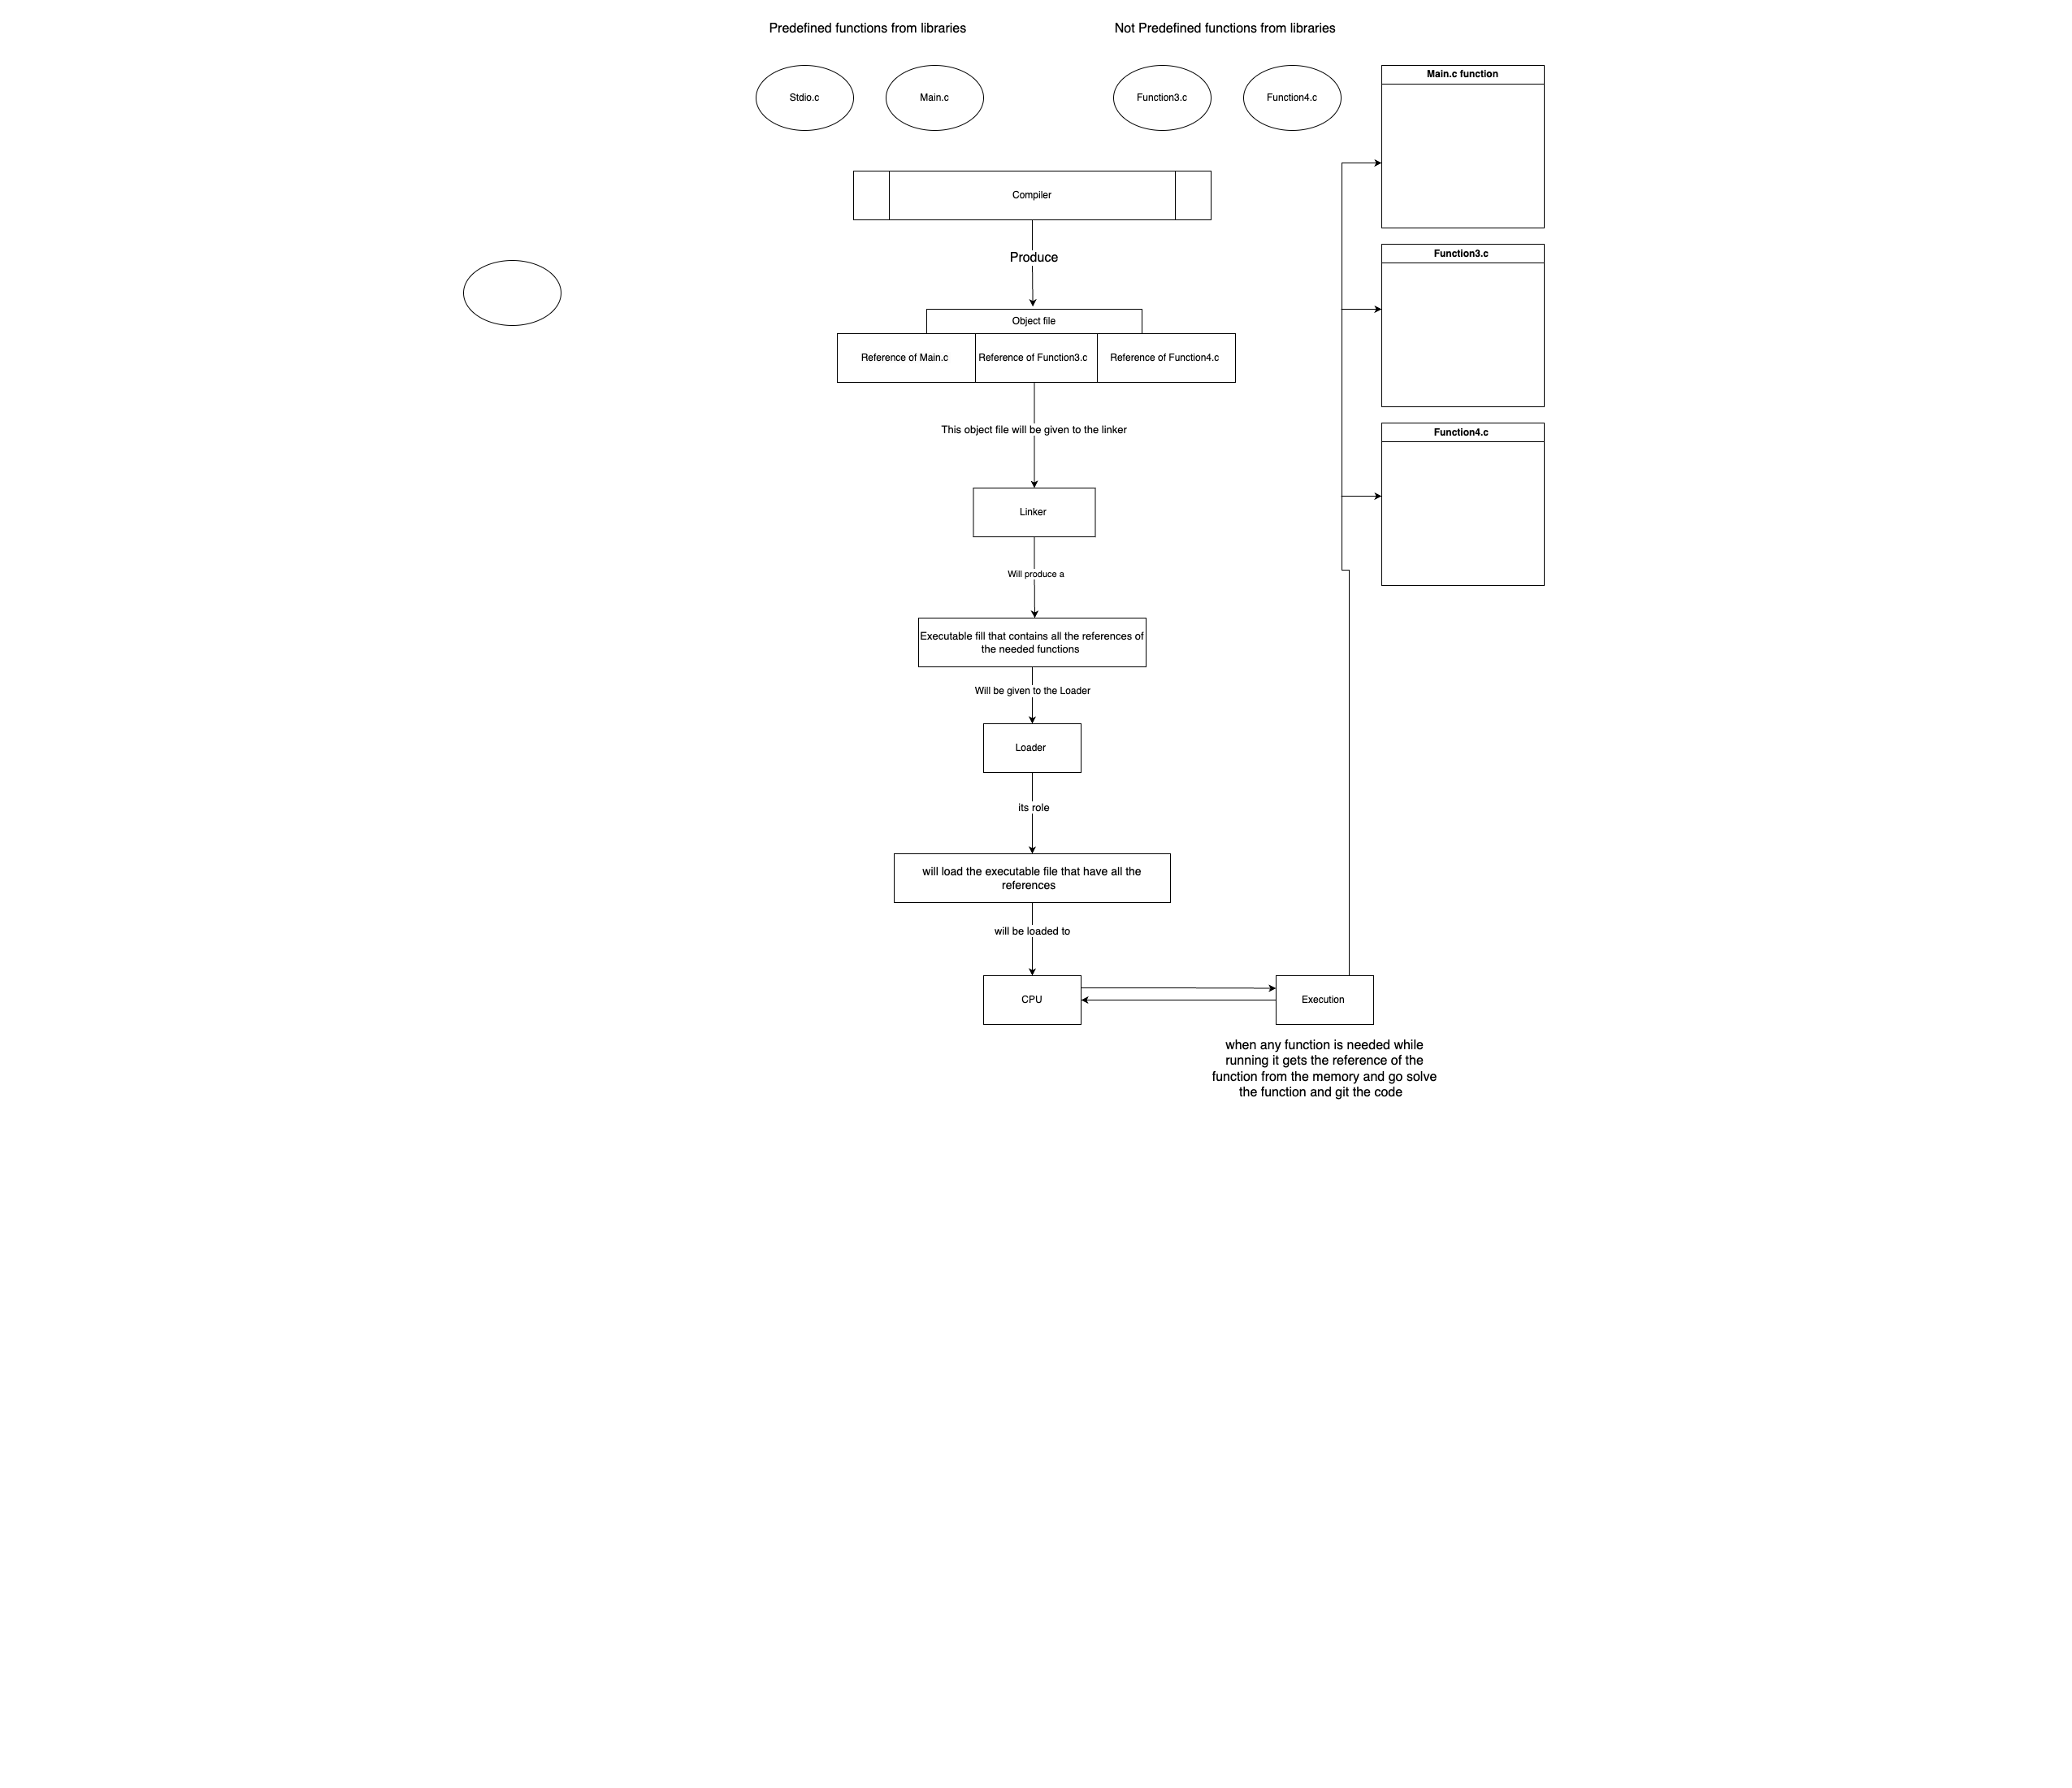 Predefined functions from libraries
Not Predefined functions from libraries
Stdio.c
Main.c
Function3.c
Function4.c
Main.c function
Compiler
Produce
Function3.c
Object file
Reference of Main.c
Reference of Function3.c
Reference of Function4.c
This object file will be given to the linker
Function4.c
Linker
Will produce a
Executable fill that contains all the references of
the needed functions
Will be given to the Loader
Loader
its role
will load the executable file that have all the
references
will be loaded to
CPU
Execution
when any function is needed while
running it gets the reference of the
function from the memory and go solve
the function and git the code